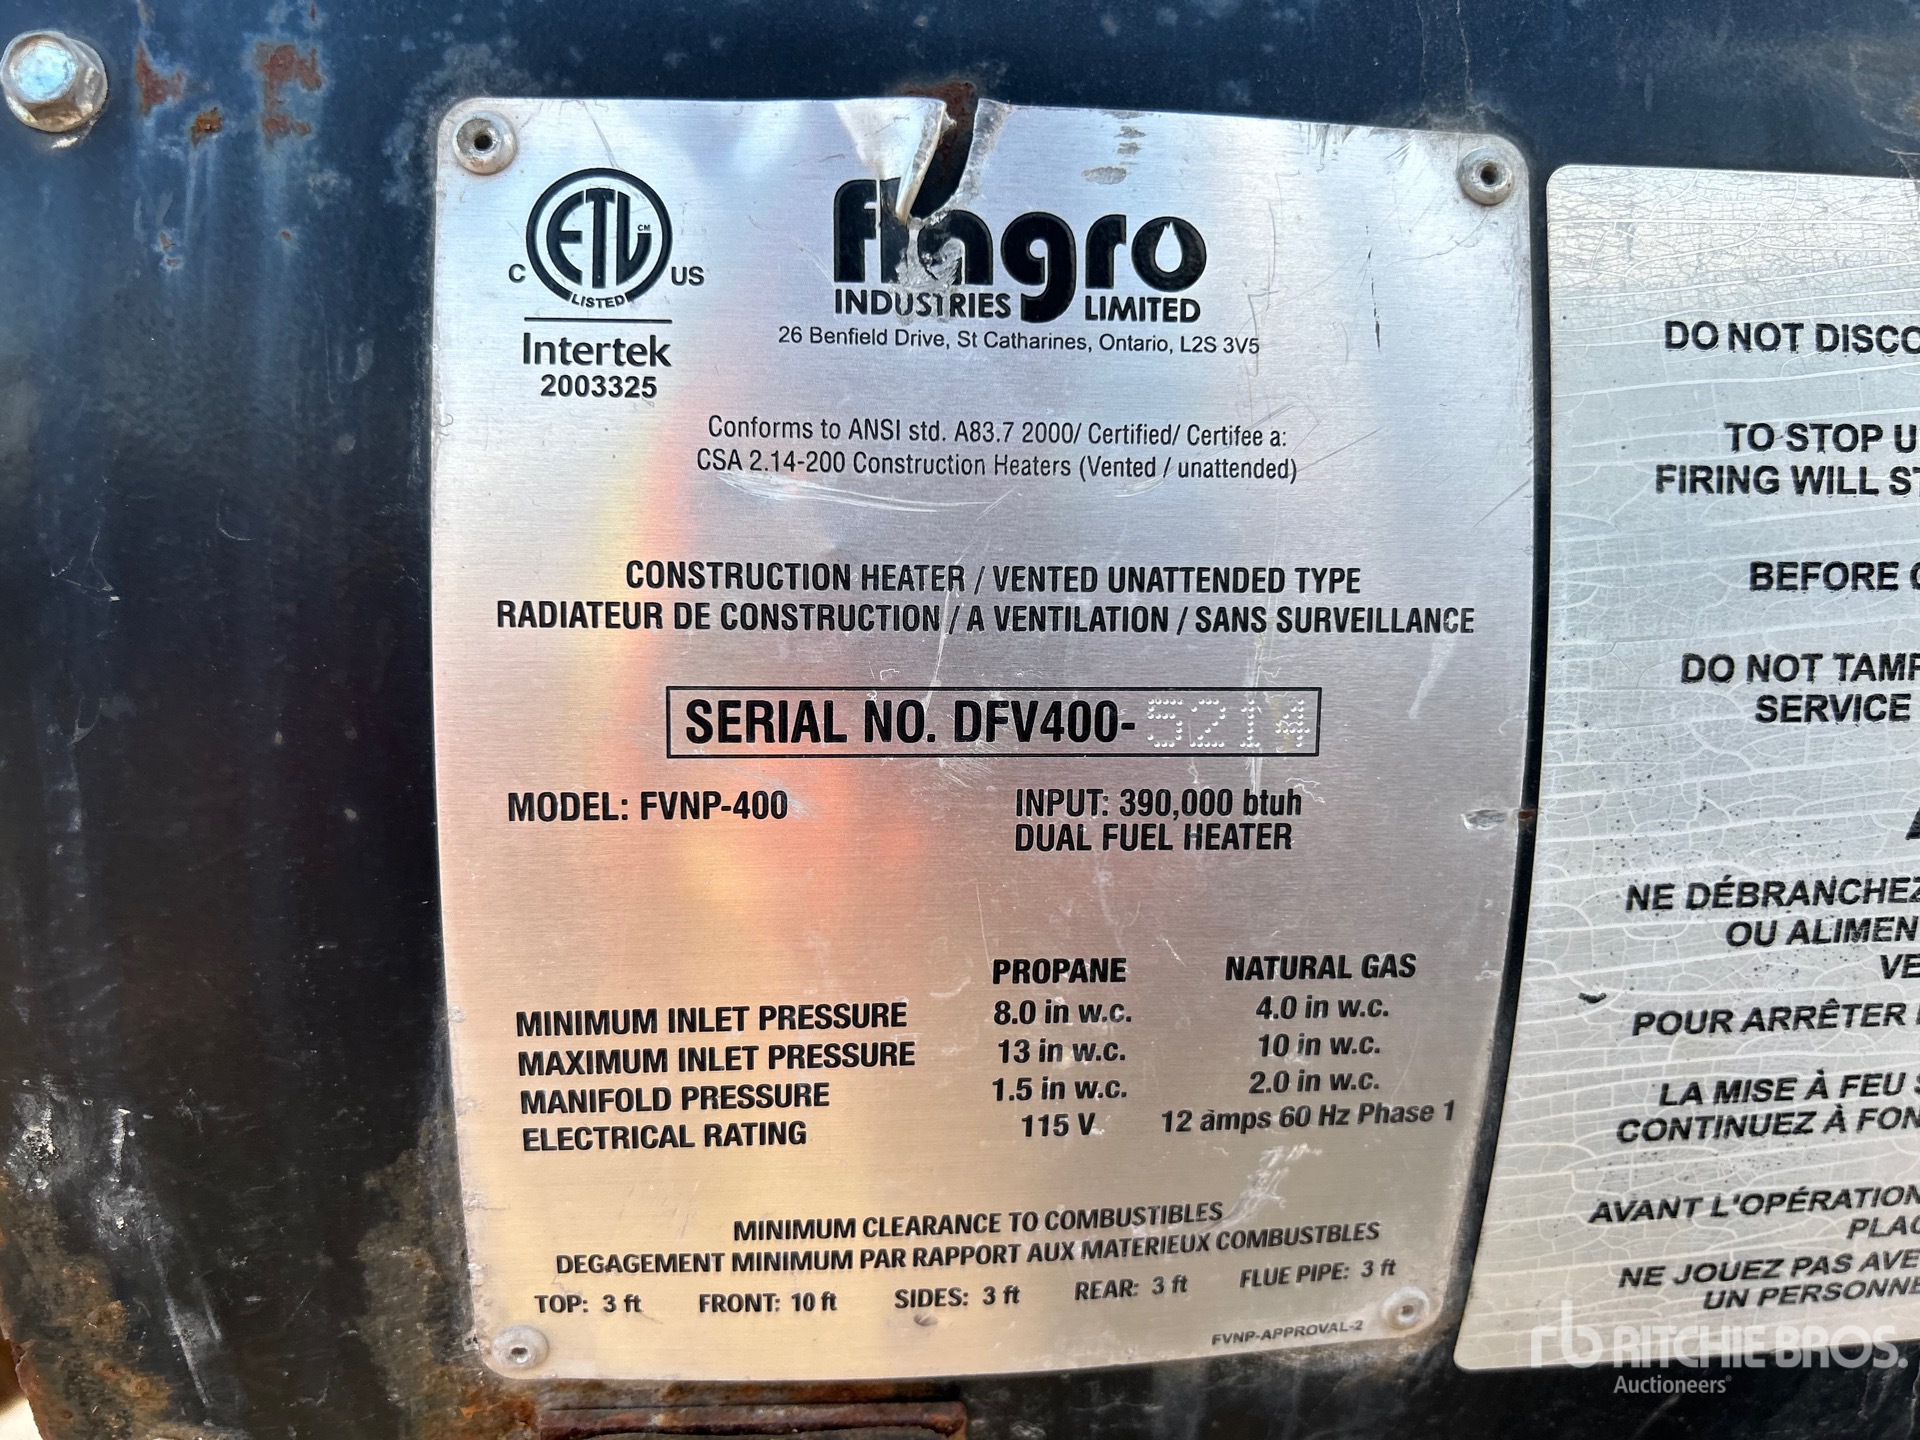 C ETL CM US
LISTED
Intertek
2003325
flagro
INDUSTRIES LIMITED
26 Benfield Drive, St Catharines, Ontario, L2S 3V5
Conforms to ANSI std. A83.7 2000/ Certified/ Certifee a:
CSA 2.14-200 Construction Heaters (Vented / unattended)
CONSTRUCTION HEATER / VENTED UNATTENDED TYPE
RADIATEUR DE CONSTRUCTION / A VENTILATION / SANS SURVEILLANCE
SERIAL NO. DFV400-5214
MODEL: FVNP-400 INPUT: 390,000 btuh
DUAL FUEL HEATER
PROPANE NATURAL GAS
MINIMUM INLET PRESSURE 8.0 in w.c. 4.0 in w.c.
MAXIMUM INLET PRESSURE 13 in w.c. 10 in w.c.
MANIFOLD PRESSURE 1.5 in w.c. 2.0 in w.c.
ELECTRICAL RATING 115 V 12 amps 60 Hz Phase 1
MINIMUM CLEARANCE TO COMBUSTIBLES
DEGAGEMENT MINIMUM PAR RAPPORT AUX MATERIEUX COMBUSTBLES
TOP: 3 ft FRONT: 10 ft SIDES: 3 ft REAR: 3 ft FLUE PIPE: 3 ft
FVNP-APPROVAL-2
DO NOT DISCO
TO STOP U
FIRING WILL ST
BEFORE
DO NOT TAMP
SERVICE
NE DÉBRANCHEZ
OU ALIMEN
VE
POUR ARRÊTER
LA MISE À FEU
CONTINUEZ À FON
AVANT L'OPÉRATION
PLAC
NE JOUEZ PAS AVE
UN PERSONNE
rb RITCHIE BROS.
Auctioneers